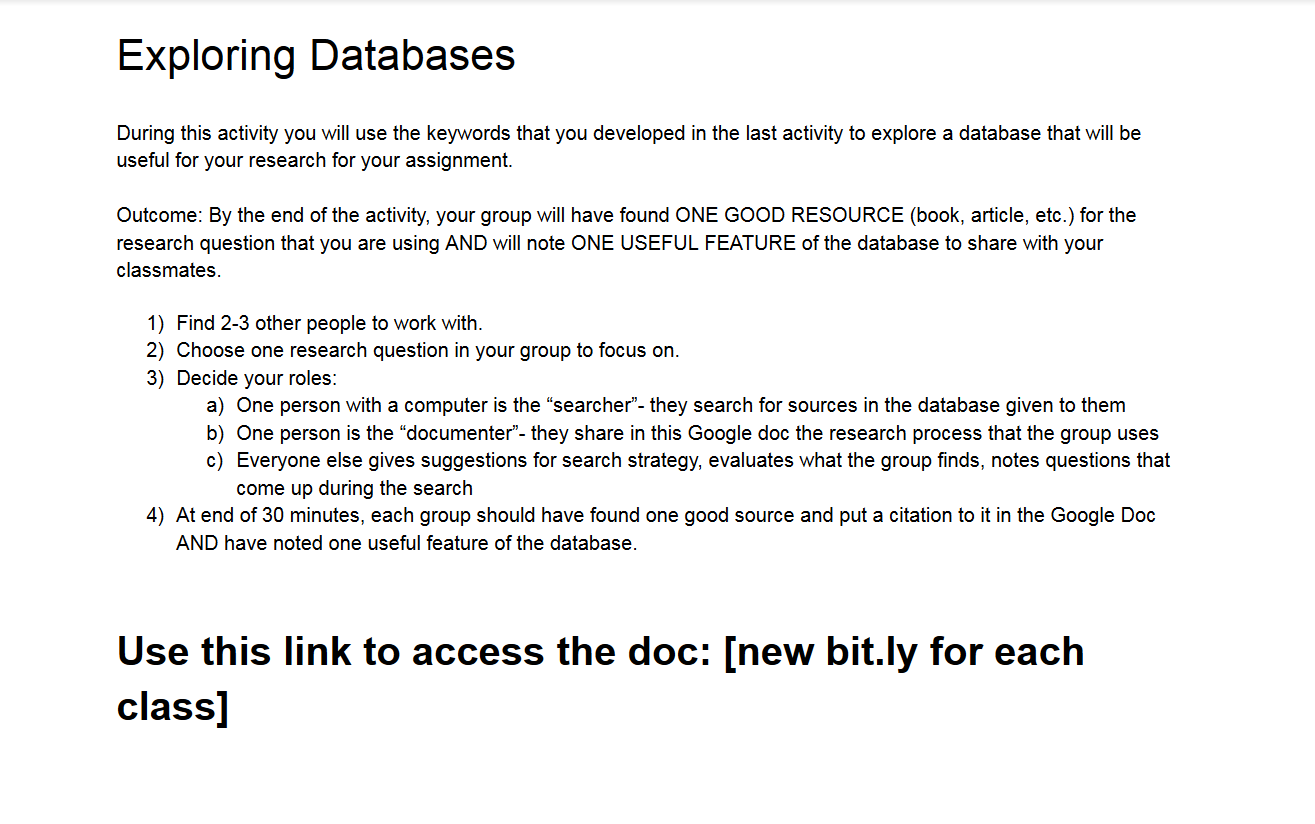 Exploring Databases
During this activity you will use the keywords that you developed in the last activity to explore a database that will be
useful for your research for your assignment.
Outcome: By the end of the activity, your group will have found ONE GOOD RESOURCE (book, article, etc.) for the
research question that you are using AND will note ONE USEFUL FEATURE of the database to share with your
classmates.
1) Find 2-3 other people to work with.
2) Choose one research question in your group to focus on.
3) Decide your roles:
a) One person with a computer is the “searcher”- they search for sources in the database given to them
b) One person is the “documenter”- they share in this Google doc the research process that the group uses
c) Everyone else gives suggestions for search strategy, evaluates what the group finds, notes questions that
come up during the search
4) At end of 30 minutes, each group should have found one good source and put a citation to it in the Google Doc
AND have noted one useful feature of the database.
Use this link to access the doc: [new bit.ly for each
class]